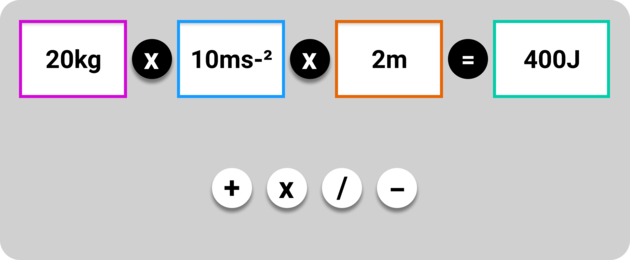 20kg x 10ms-² x 2m = 400J
+ x / −